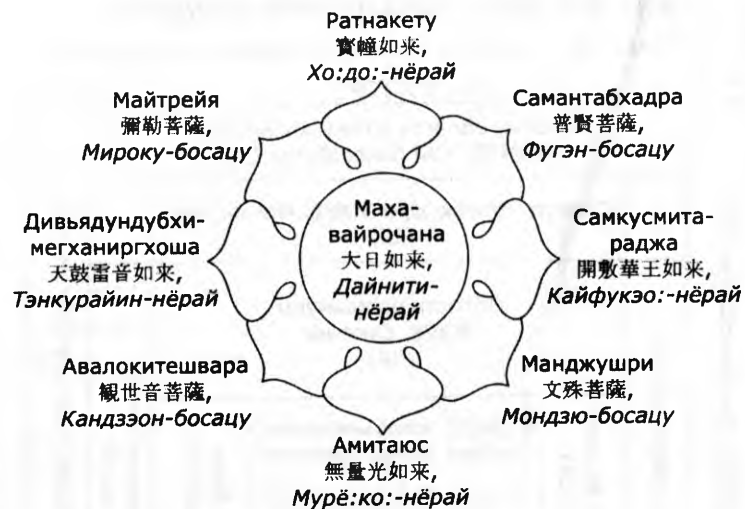 Ратнакету
寳幢如来,
Хо:до:-нёрай
Майтрейя
彌勒菩薩,
Мироку-босацу
Самантабхадра
普賢菩薩,
Фугэн-босацу
Дивьядундубхи-
мегханиргхоша
天鼓雷音如来,
Тэнкурайин-нёрай
Маха-
вайрочана
大日如来,
Дайнити-
нёрай
Самкусмита-
раджа
開敷華王如来,
Кайфукэо:-нёрай
Авалокитешвара
観世音菩薩,
Кандзэон-босацу
Манджушри
文殊菩薩,
Мондзю-босацу
Амитаюс
無量光如来,
Мурё:ко:-нёрай